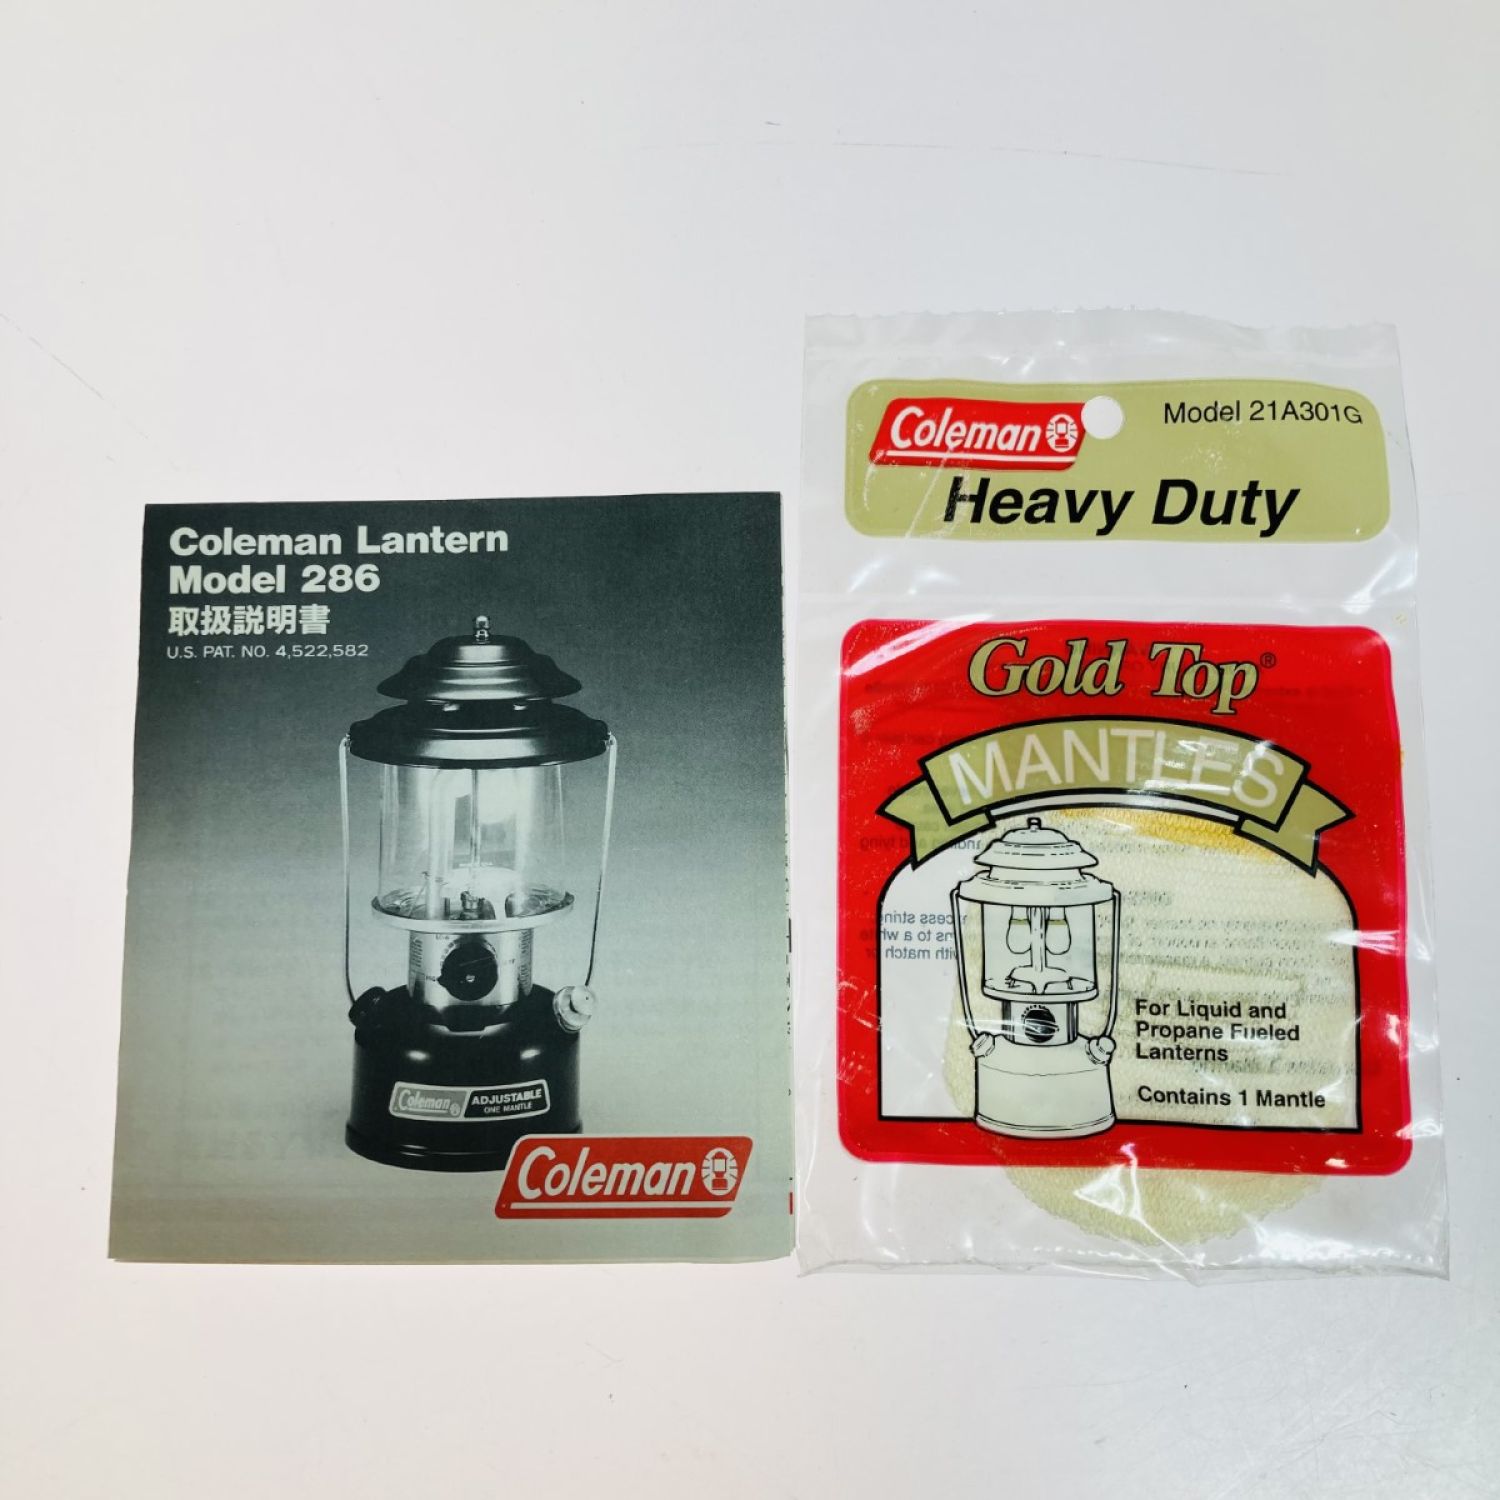 Coleman Lantern
Model 286
取扱説明書
U.S. PAT. NO. 4,522,582
Coleman
ADJUSTABLE
ONE MANTLE
Coleman
Coleman
Model 21A301G
Heavy Duty
Gold Top®
MANTLES
For Liquid and
Propane Fueled
Lanterns
Contains 1 Mantle